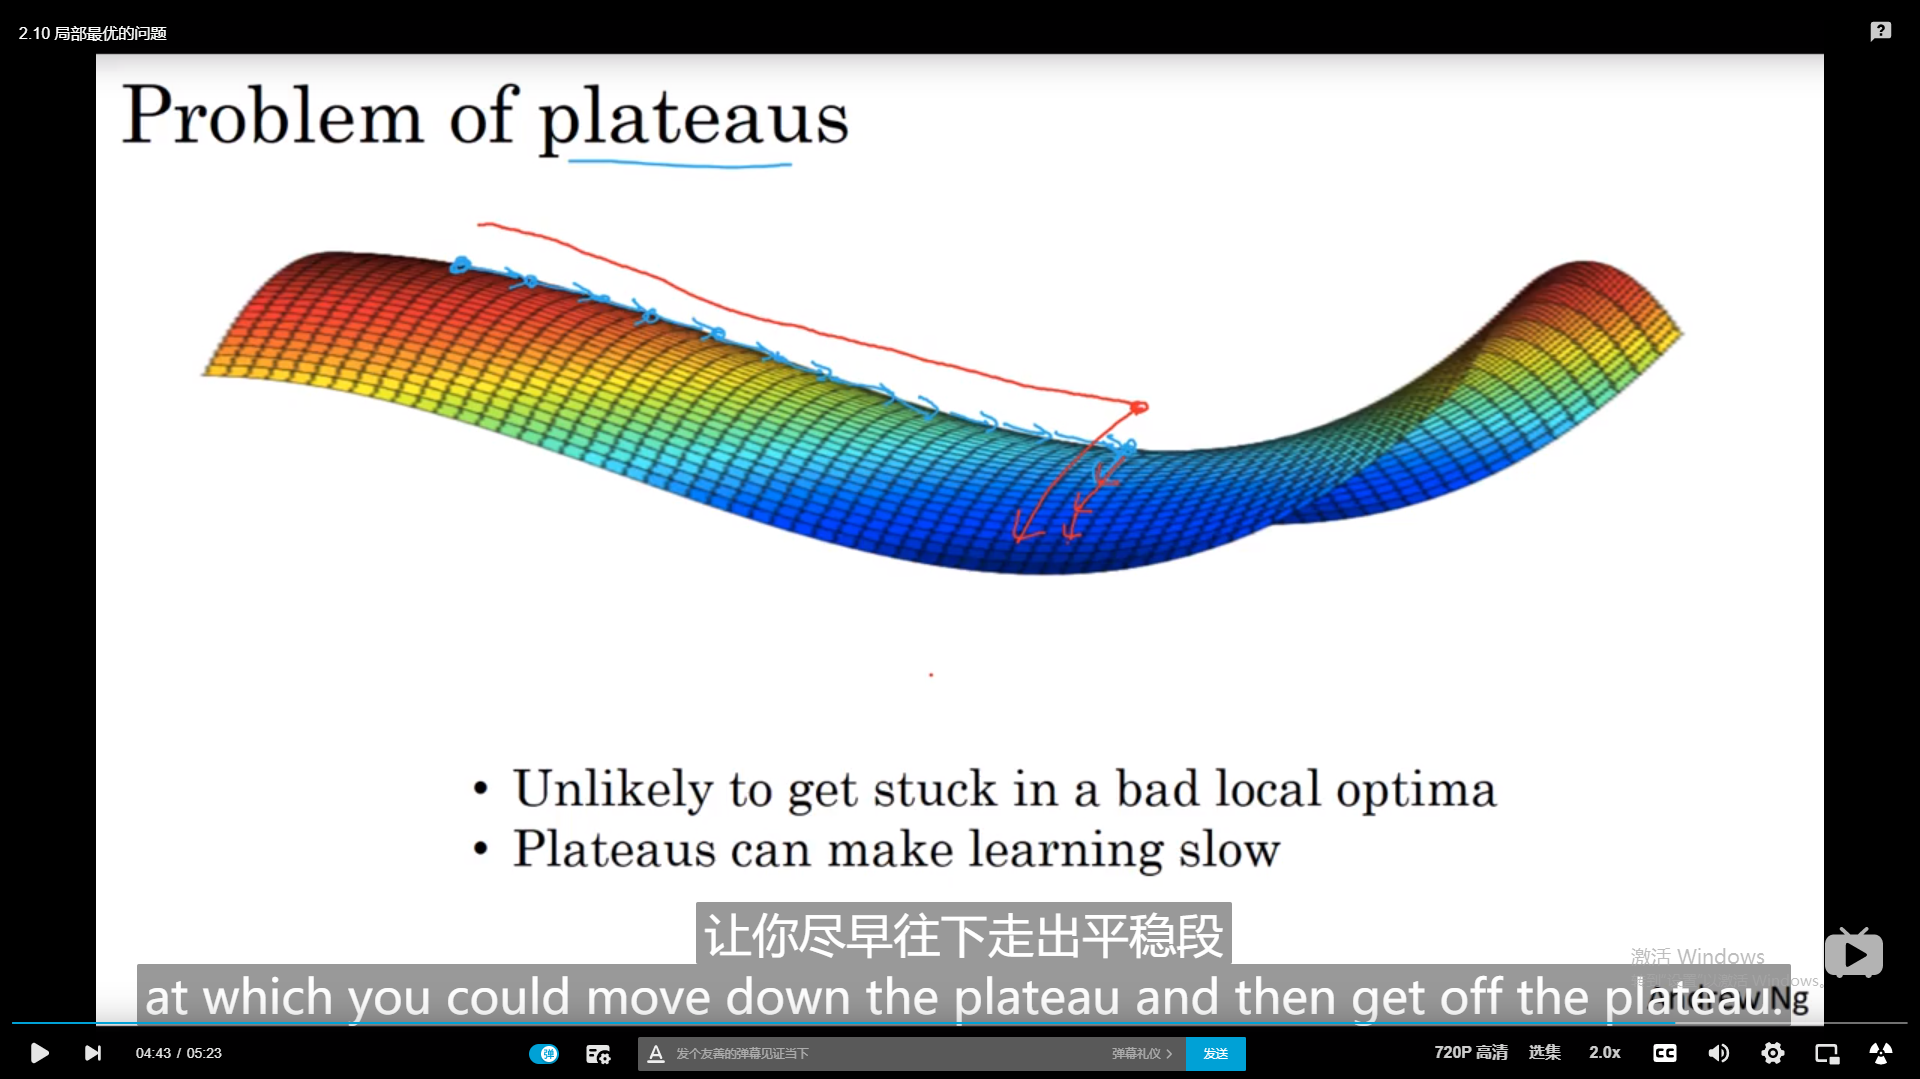 2.10 局部最优的问题
Problem of plateaus
• Unlikely to get stuck in a bad local optima
• Plateaus can make learning slow
让你尽早往下走出平稳段
激活 Windows
at which you could move down the plateau and then get off the plateau.
Andrew Ng
04:43 / 05:23
弹
A 发个友善的弹幕见证当下 弹幕礼仪 > 发送
720P 高清 选集 2.0x CC